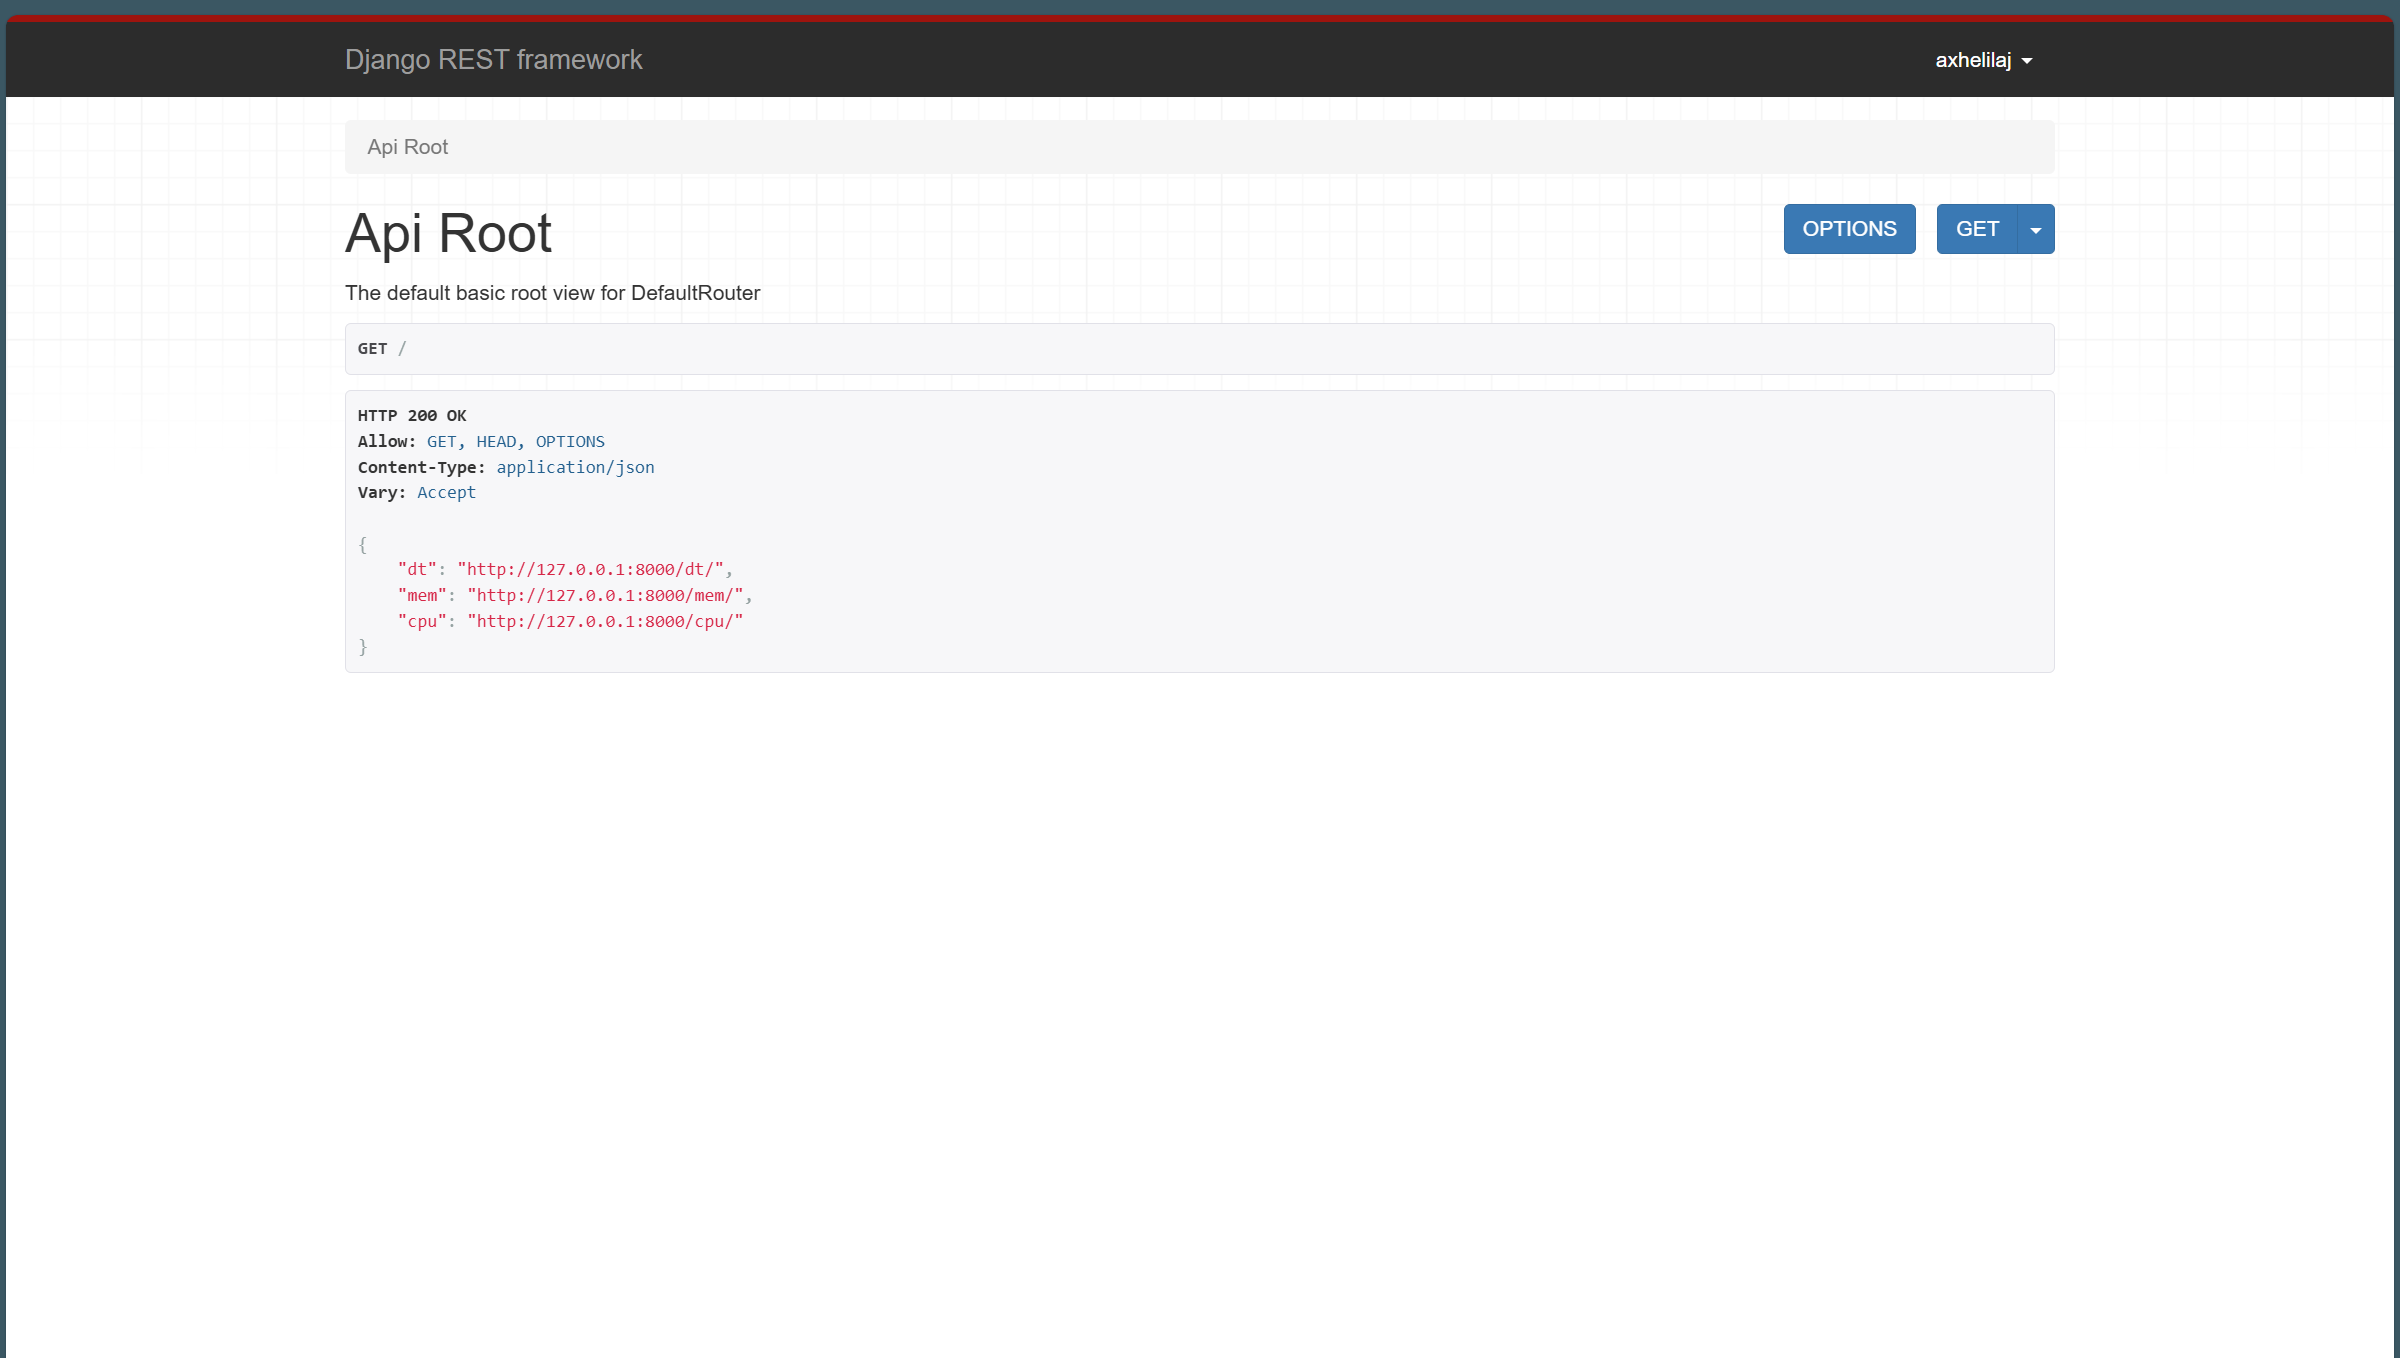 Django REST framework
axhelilaj
Api Root
Api Root
OPTIONS
GET
The default basic root view for DefaultRouter
GET /
HTTP 200 OK
Allow: GET, HEAD, OPTIONS
Content-Type: application/json
Vary: Accept
{
    "dt": "http://127.0.0.1:8000/dt/",
    "mem": "http://127.0.0.1:8000/mem/",
    "cpu": "http://127.0.0.1:8000/cpu/"
}